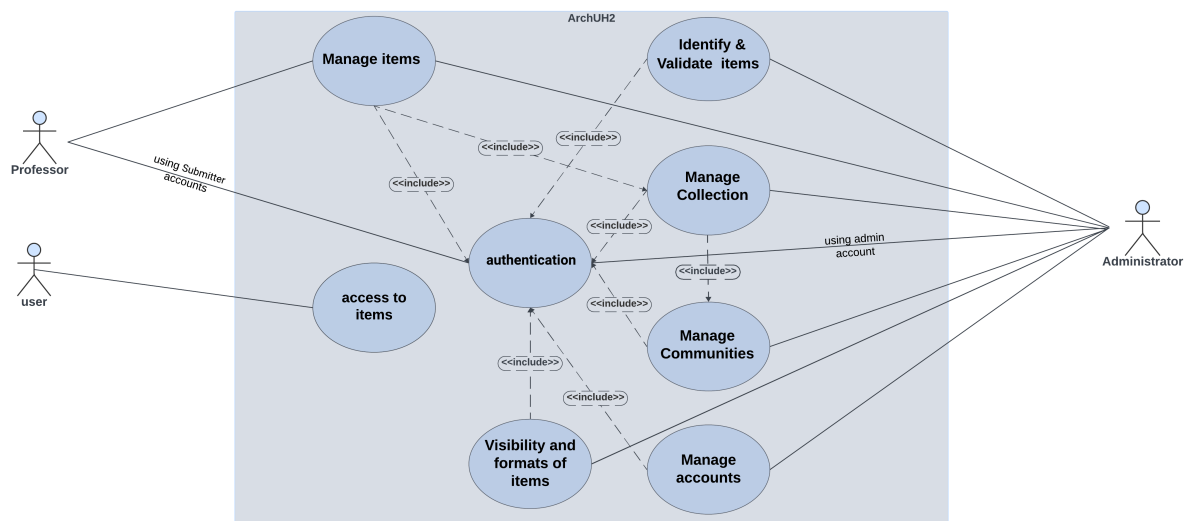 ArchUH2
Manage items
Identify &
Validate  items
<<include>>
<<include>>
Professor
using Submitter
accounts
<<include>>
Manage
Collection
<<include>>
authentication
using admin
account
Administrator
user
<<include>>
access to
items
<<include>>
Manage
Communities
<<include>>
<<include>>
Visibility and
formats of
items
Manage
accounts